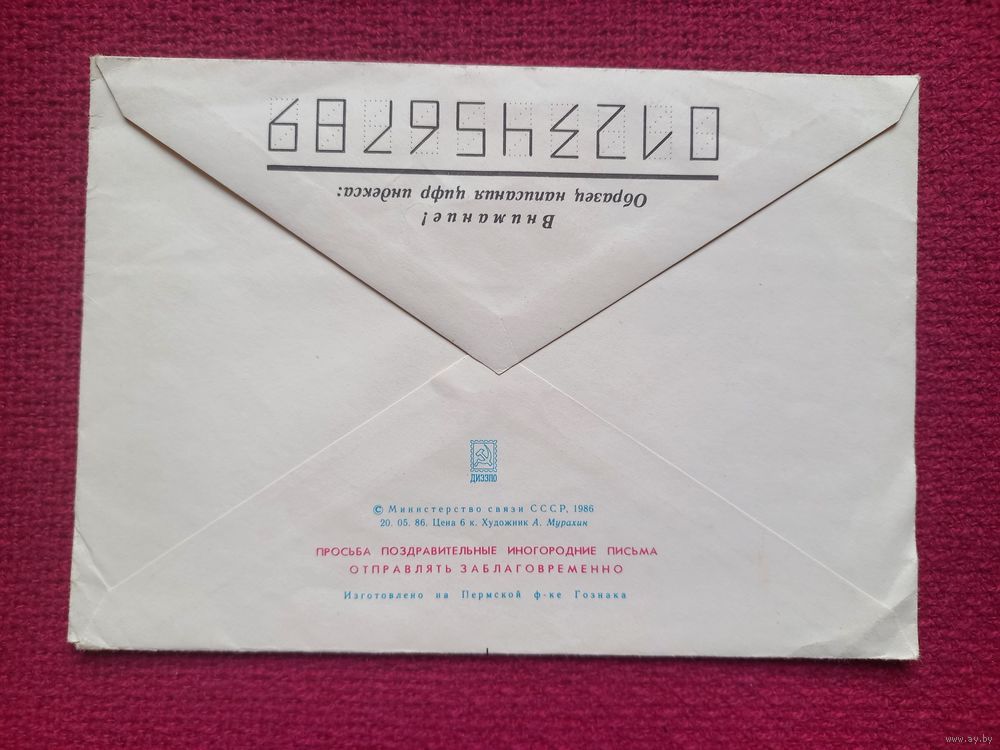 Внимание!
Образец написания цифр индекса:
0123456789
ДИЭЗПО
© Министерство связи СССР, 1986
20. 05. 86. Цена 6 к. Художник А. Мурахин
ПРОСЬБА ПОЗДРАВИТЕЛЬНЫЕ ИНОГОРОДНИЕ ПИСЬМА
ОТПРАВЛЯТЬ ЗАБЛАГОВРЕМЕННО
Изготовлено на Пермской ф-ке Гознака
www.ay.by